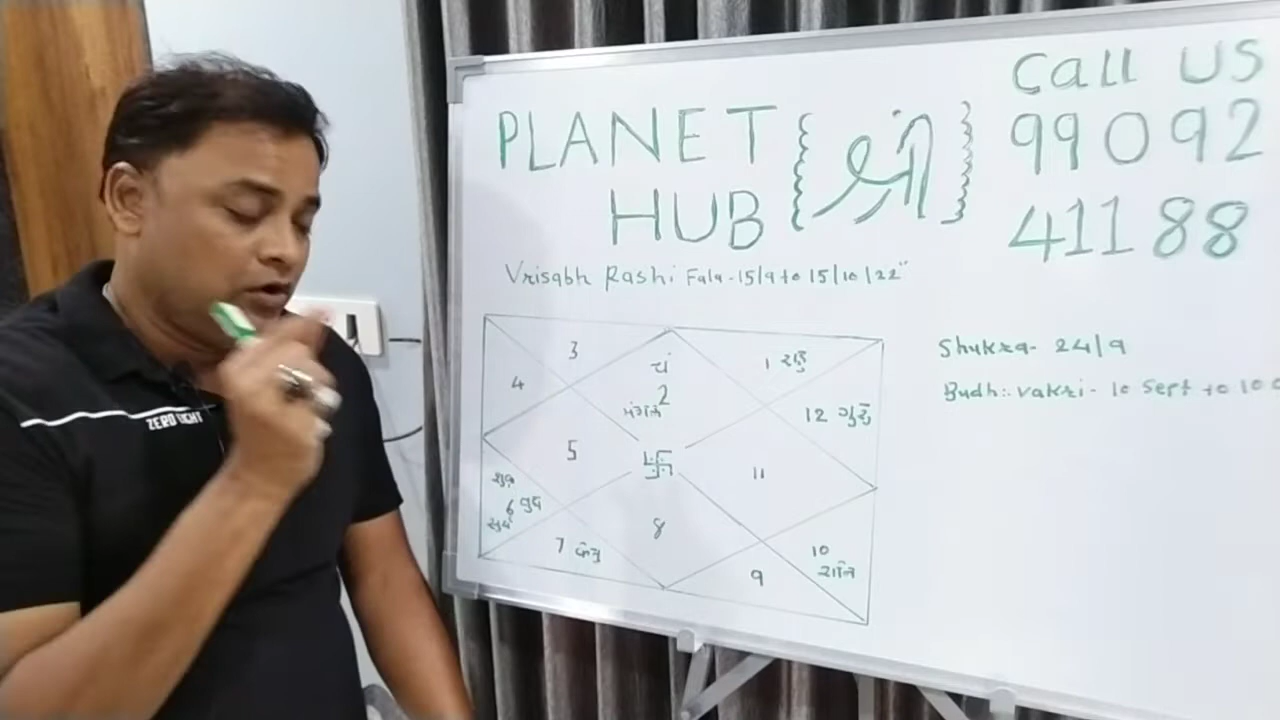 PLANET
HUB
श्री
Call US
99092
41188
Vrisabh Rashi Fala - 15/9 to 15/10/22"
3
4
ચં
2
મંગળ
1 રાહુ
12 ગુરુ
5
卐
11
શુક્ર
6 બુધ
સુર્ય
8
7 કેતુ
9
10
શનિ
Shukra - 24/9
Budh :: Vakri - 10 Sept to 10
ZERO